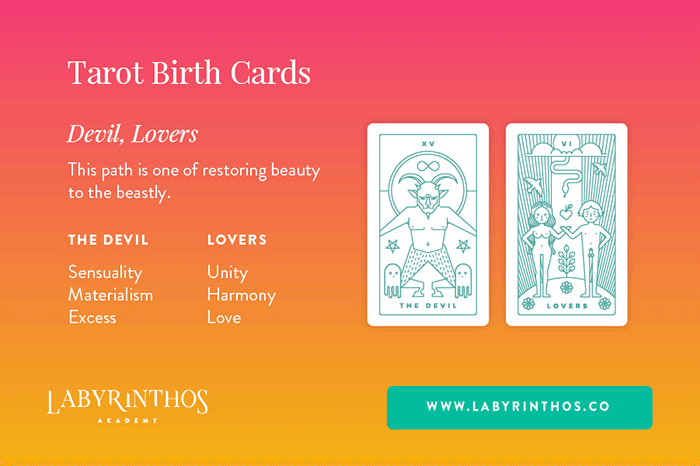 Tarot Birth Cards
Devil, Lovers
This path is one of restoring beauty
to the beastly.
THE DEVIL
Sensuality
Materialism
Excess
LOVERS
Unity
Harmony
Love
XV
THE DEVIL
VI
LOVERS
LABYRINTHOS
ACADEMY
WWW.LABYRINTHOS.CO